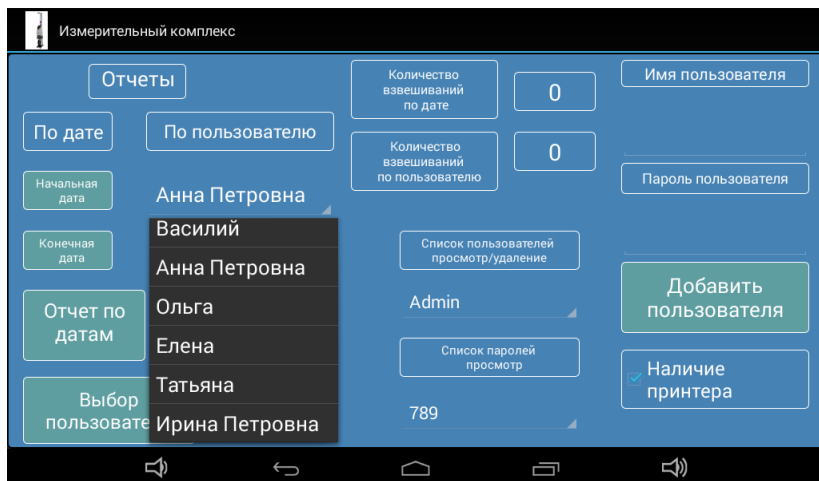 Измерительный комплекс
Отчеты
По дате
По пользователю
Начальная
дата
Анна Петровна
Конечная
дата
Василий
Анна Петровна
Ольга
Елена
Татьяна
Ирина Петровна
Отчет по
датам
Выбор
пользовате
Количество
взвешиваний
по дате
0
Количество
взвешиваний
по пользователю
0
Список пользователей
просмотр/удаление
Admin
Список паролей
просмотр
789
Имя пользователя
Пароль пользователя
Добавить
пользователя
Наличие
принтера